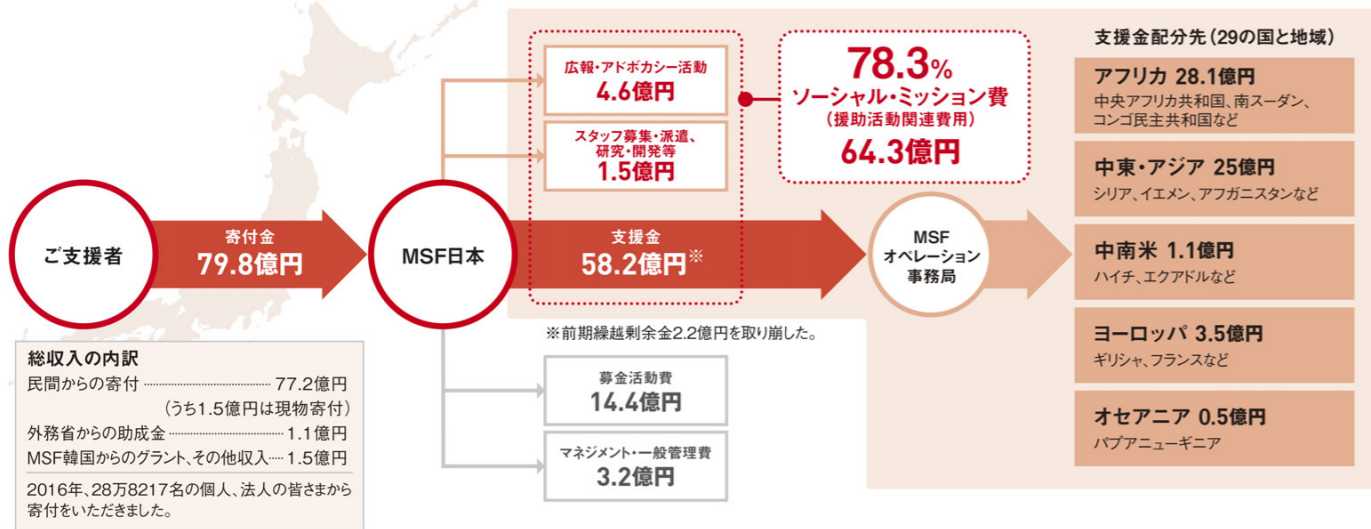 ご支援者
寄付金
79.8億円
MSF日本
総収入の内訳
民間からの寄付 77.2億円
(うち1.5億円は現物寄付)
外務省からの助成金 1.1億円
MSF韓国からのグラント、その他収入 1.5億円
2016年、28万8217名の個人、法人の皆さまから
寄付をいただきました。
広報・アドボカシー活動
4.6億円
スタッフ募集・派遣、
研究・開発等
1.5億円
支援金
58.2億円※
※前期繰越剰余金2.2億円を取り崩した。
募金活動費
14.4億円
マネジメント・一般管理費
3.2億円
78.3%
ソーシャル・ミッション費
(援助活動関連費用)
64.3億円
MSF
オペレーション
事務局
支援金配分先(29の国と地域)
アフリカ 28.1億円
中央アフリカ共和国、南スーダン、
コンゴ民主共和国など
中東・アジア 25億円
シリア、イエメン、アフガニスタンなど
中南米 1.1億円
ハイチ、エクアドルなど
ヨーロッパ 3.5億円
ギリシャ、フランスなど
オセアニア 0.5億円
パプアニューギニア